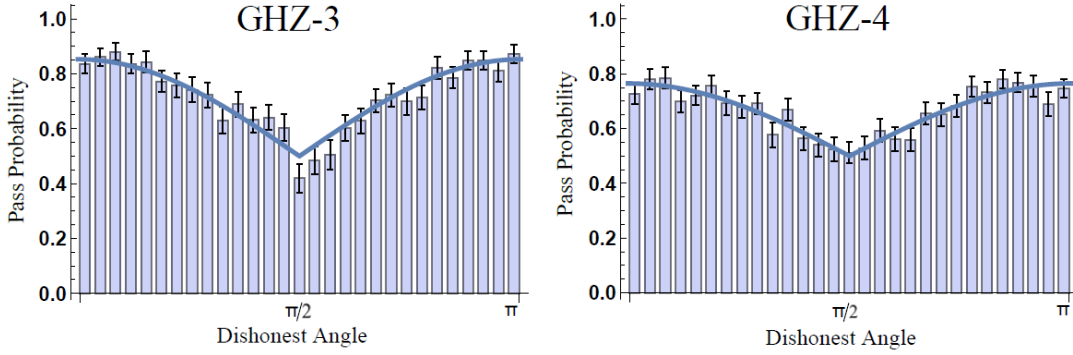 GHZ-3
1.0
0.8
0.6
0.4
0.2
0.0
Pass Probability
π/2
π
Dishonest Angle
GHZ-4
1.0
0.8
0.6
0.4
0.2
0.0
Pass Probability
π/2
π
Dishonest Angle